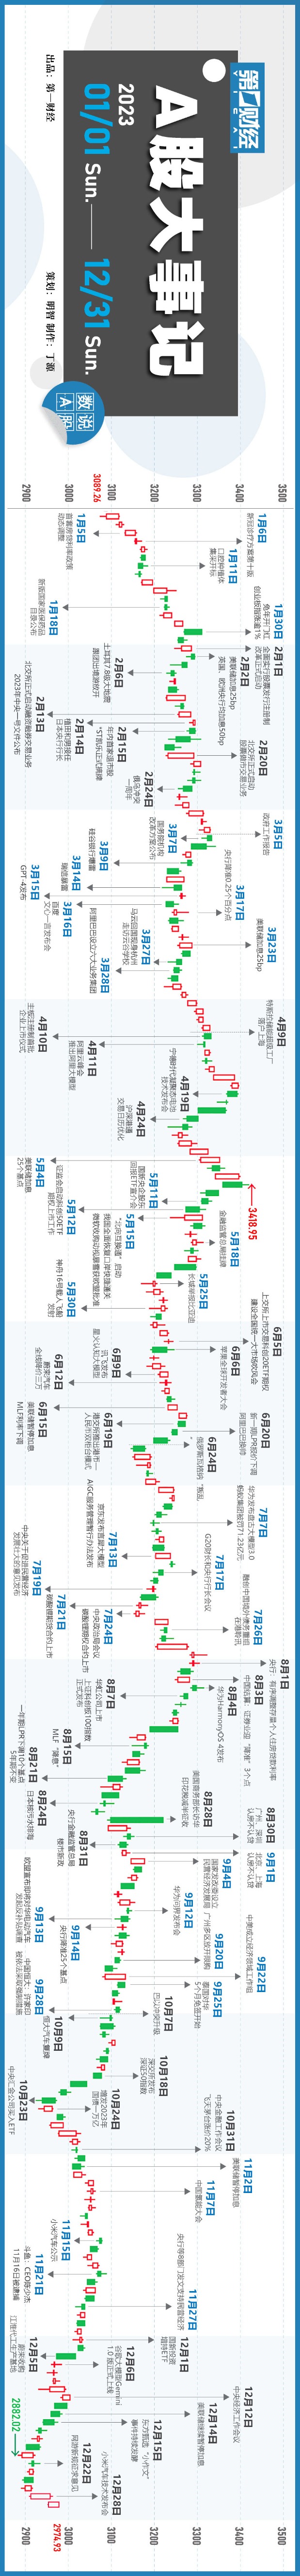 第一财经
YICAI
A股大事记
2023
01/01 Sun.—— 12/31 Sun.
数说
A股
出品：第一财经
策划：明智 制作：丁源
3500
3400
3300
3200
3100
3089.26
3000
2900
1月6日
新冠诊疗方案第十版
1月11日
口腔种植体
集采开标
1月5日
首套房贷利率政策
动态调整
1月18日
新版国家医保药品
目录公布
1月30日
兔年开门红
创业板指涨逾1%
2月1日
全面实行股票发行注册制
改革正式启动
2月2日
美联储加息25bp
英国、欧洲央行均加息50bp
2月6日
土耳其7.8级大地震
跟团出境游放开
2月13日
北交所正式启动融资融券交易业务
2023年中央一号文件公布
2月14日
植田和男接任
日本央行行长
2月15日
年内首家退市股
*ST凯乐正式摘牌
2月20日
北交所正式启动
股票做市交易业务
2月24日
俄乌冲突
一周年
3月5日
政府工作报告
3月7日
国务院机构
改革方案公布
3月9日
硅谷银行爆雷
3月14日
瑞信暴雷
3月15日
GPT-4发布
3月16日
百度
文心一言发布会
3月17日
央行降准0.25个百分点
3月23日
美联储加息25bp
3月27日
马云回国现身杭州
走访云谷学校
3月28日
阿里巴巴设立六大业务集团
4月9日
特斯拉储能超级工厂
落户上海
4月10日
主板注册制首批
企业上市仪式
4月11日
阿里云峰会
推出阿里大模型
4月19日
宁德时代凝聚态电池
技术发布会
4月24日
沪深港通
交易日历优化
3418.95
5月4日
美联储加息
25个基点
5月11日
国新央企股东
回报ETF宣介会
5月12日
证监会启动科创50ETF
期权上市工作
5月15日
“北向互换通”启动
我国全面恢复口岸快捷通关
微软收购动视暴雪获欧盟批准
5月18日
金融监管总局挂牌
5月25日
长城举报比亚迪
5月30日
神舟16号载人飞船
发射
6月5日
上交所上市交易科创20ETF期权
建设全国统一大市场吹风会
6月6日
苹果全球开发者大会
6月9日
讯飞发布
星火认知大模型
6月12日
蔚来汽车
全线降价三万
6月15日
美联储暂停加息
MLF利率下调
6月19日
港交所推出港币—
人民币双柜台模式
6月20日
新一期LPR报价下调
阿里巴巴换帅
6月24日
俄罗斯瓦格纳“叛乱
”
7月7日
华为发布盘古大模型3.0
蚂蚁集团被罚71.23亿元
7月13日
京东发布言犀大模型
AIGC服务管理暂行办法发布
7月17日
G20财长和央行行长会议
7月19日
中央关于促进民营经济
发展壮大的意见发布
7月21日
碳酸锂期货合约上市
7月24日
中央政治局会议
碳酸锂期权合约上市
7月26日
融创中国境外债务重组
在港聆讯
8月1日
央行：有序调整存量个人住房贷款利率
8月3日
中国结算：证券业迎“降准”3个点
8月4日
华为HarmonyOS 4发布
8月7日
华虹公司上市
上证科创板100指数
正式发布
8月15日
MLF“降息”
8月21日
一年期LPR下调10个基点
5年期不变
8月24日
日本核污水排海
8月28日
美国商务部长访华
印花税减半征收
8月30日
广州、深圳
认房不认贷
8月31日
央行金融监管总局
楼市新政
9月1日
北京、上海
认房不认贷
9月4日
国家发改委设立
民营经济发展局
9月12日
华为问界发布会
9月13日
欧盟宣布即将对华电动汽车
发起反补贴调查
9月14日
央行降准25个基点
9月20日
广州多区放开限购
9月22日
中美成立经济领域工作组
9月25日
泰国对华
5个月免签开始
9月28日
中国恒大：许家印
被依法采取强制措施
10月7日
巴以冲突升级
10月9日
恒大汽车复牌
10月18日
深交所发布
深证50指数
10月23日
中央汇金公司买入ETF
10月24日
增发2023年
国债一万亿
10月31日
中央金融工作会议
飞天茅台涨价20%
11月2日
美联储暂停加息
11月7日
中国氢能大会
11月15日
小米汽车公示
11月21日
斗鱼：CEO陈少杰
11月16日被逮捕
11月27日
央行等8部门发文支持民营经济
12月1日
国新投资
增持ETF
12月5日
蔚来收购
江淮代工生产基地
12月6日
谷歌大模型Gemini
1.0 版正式上线
12月12日
中央经济工作会议
12月14日
美联储继续暂停加息
12月15日
东方甄选“小作文”
事件持续发酵
12月22日
网游新规征求意见
12月28日
小米汽车技术发布会
2882.02
3500
3400
3300
3200
3100
3000
2974.93
2900